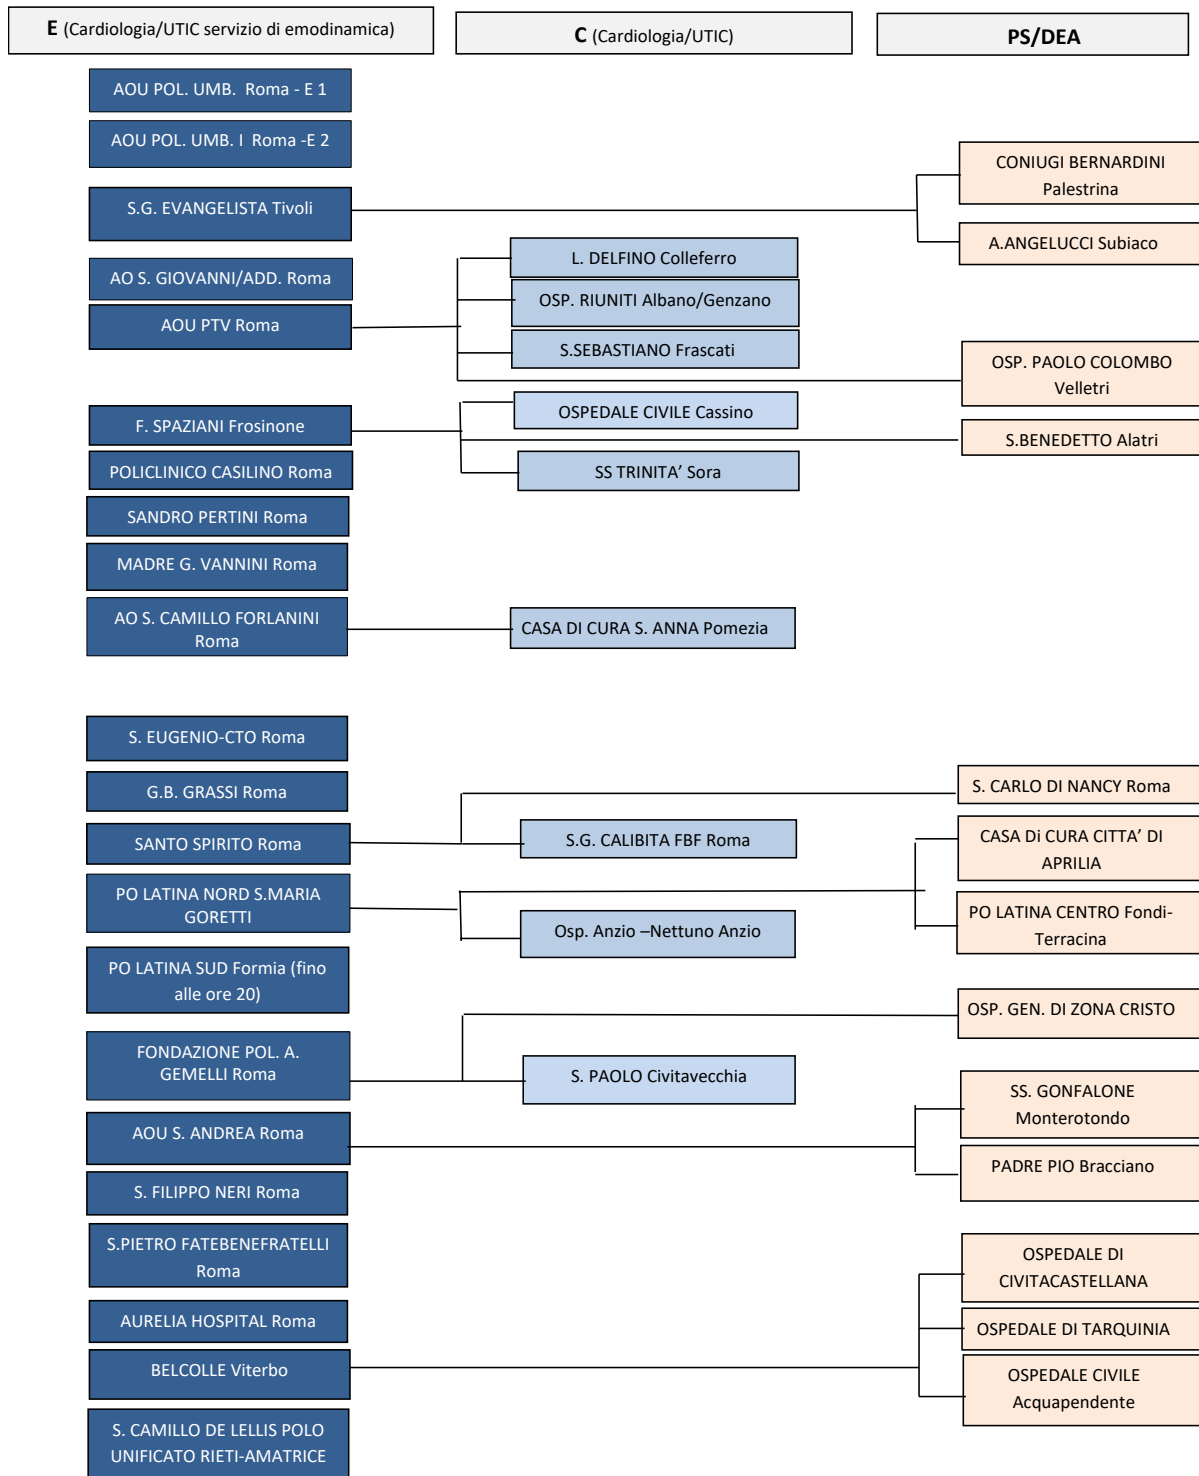 E (Cardiologia/UTIC servizio di emodinamica)
C (Cardiologia/UTIC)
PS/DEA
AOU POL. UMB. Roma - E 1
AOU POL. UMB. I Roma -E 2
CONIUGI BERNARDINI
Palestrina
S.G. EVANGELISTA Tivoli
A.ANGELUCCI Subiaco
L. DELFINO Colleferro
AO S. GIOVANNI/ADD. Roma
OSP. RIUNITI Albano/Genzano
AOU PTV Roma
S.SEBASTIANO Frascati
OSP. PAOLO COLOMBO
Velletri
OSPEDALE CIVILE Cassino
F. SPAZIANI Frosinone
S.BENEDETTO Alatri
POLICLINICO CASILINO Roma
SS TRINITA’ Sora
SANDRO PERTINI Roma
MADRE G. VANNINI Roma
AO S. CAMILLO FORLANINI
Roma
CASA DI CURA S. ANNA Pomezia
S. EUGENIO-CTO Roma
G.B. GRASSI Roma
S. CARLO DI NANCY Roma
SANTO SPIRITO Roma
S.G. CALIBITA FBF Roma
CASA Di CURA CITTA’ DI
APRILIA
PO LATINA NORD S.MARIA
GORETTI
Osp. Anzio –Nettuno Anzio
PO LATINA CENTRO Fondi-
Terracina
PO LATINA SUD Formia (fino
alle ore 20)
OSP. GEN. DI ZONA CRISTO
FONDAZIONE POL. A.
GEMELLI Roma
S. PAOLO Civitavecchia
SS. GONFALONE
Monterotondo
AOU S. ANDREA Roma
PADRE PIO Bracciano
S. FILIPPO NERI Roma
S.PIETRO FATEBENEFRATELLI
Roma
OSPEDALE DI
CIVITACASTELLANA
AURELIA HOSPITAL Roma
OSPEDALE DI TARQUINIA
BELCOLLE Viterbo
OSPEDALE CIVILE
Acquapendente
S. CAMILLO DE LELLIS POLO
UNIFICATO RIETI-AMATRICE